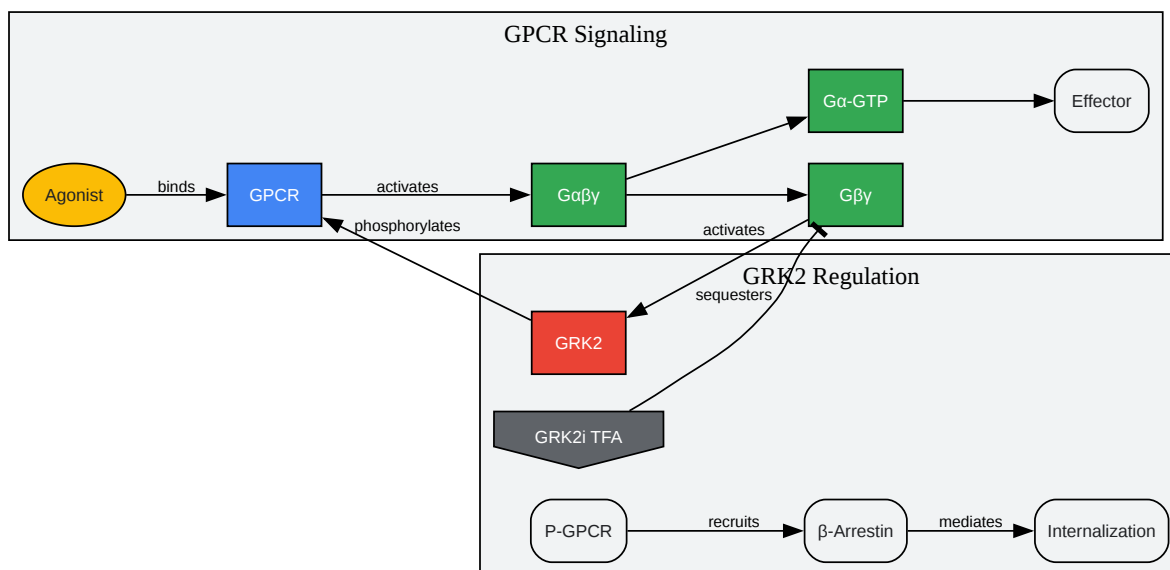 GPCR Signaling
Gα-GTP
Effector
Agonist
binds
GPCR
activates
Gαβγ
Gβγ
phosphorylates
activates
GRK2 Regulation
sequesters
GRK2
GRK2i TFA
P-GPCR
recruits
β-Arrestin
mediates
Internalization